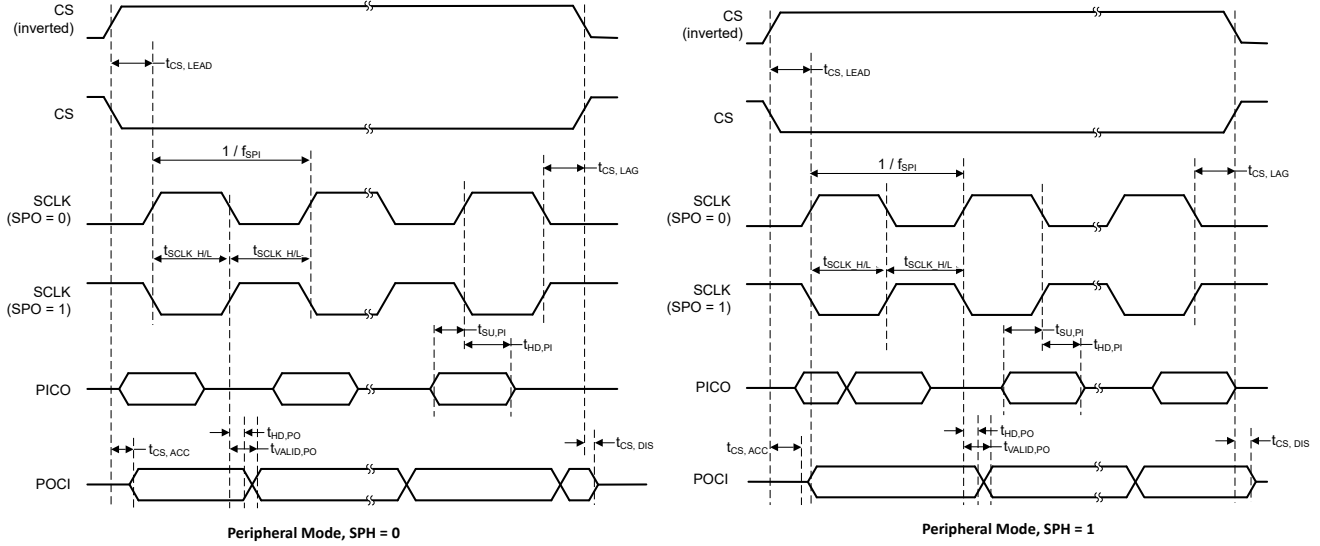 CS
(inverted)
tCS, LEAD
CS
1 / fSPI
tCS, LAG
SCLK
(SPO = 0)
tSCLK_H/L
tSCLK_H/L
SCLK
(SPO = 1)
tSU,PI
tHD,PI
PICO
tHD,PO
tVALID,PO
tCS, ACC
tCS, DIS
POCI
Peripheral Mode, SPH = 0
CS
(inverted)
tCS, LEAD
CS
1 / fSPI
tCS, LAG
SCLK
(SPO = 0)
tSCLK_H/L
tSCLK_H/L
SCLK
(SPO = 1)
tSU,PI
tHD,PI
PICO
tHD,PO
tVALID,PO
tCS, ACC
tCS, DIS
POCI
Peripheral Mode, SPH = 1